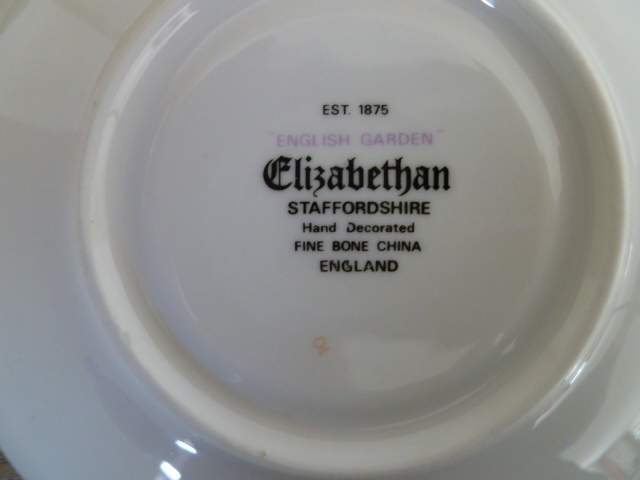 EST. 1875
"ENGLISH GARDEN"
Elizabethan
STAFFORDSHIRE
Hand Decorated
FINE BONE CHINA
ENGLAND